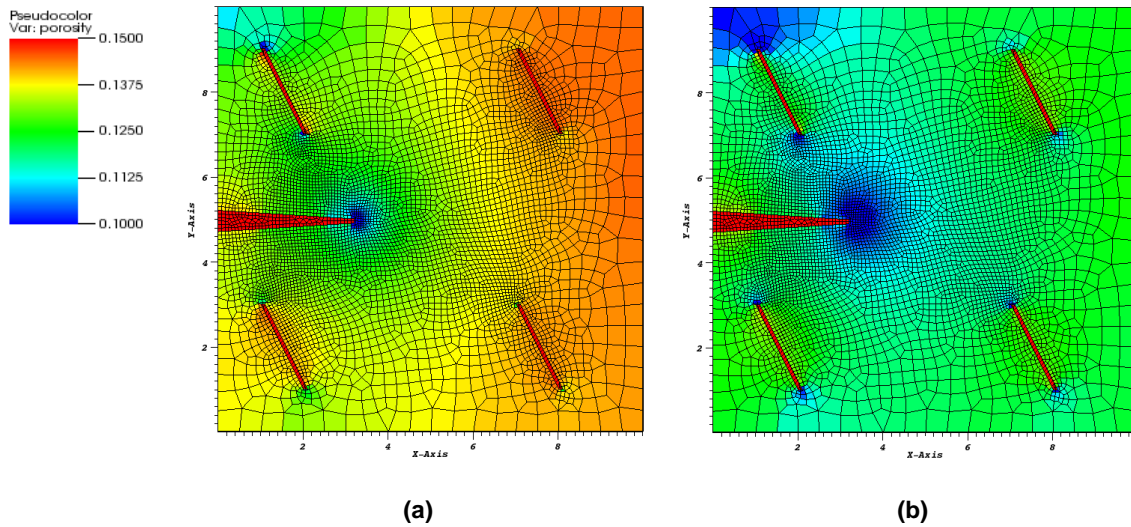 Pseudocolor
Var: porosity
0.1500
0.1375
0.1250
0.1125
0.1000
8
6
4
2
Y-Axis
2 4 6 8
X-Axis
8
6
4
2
Y-Axis
2 4 6 8
X-Axis
(a) (b)